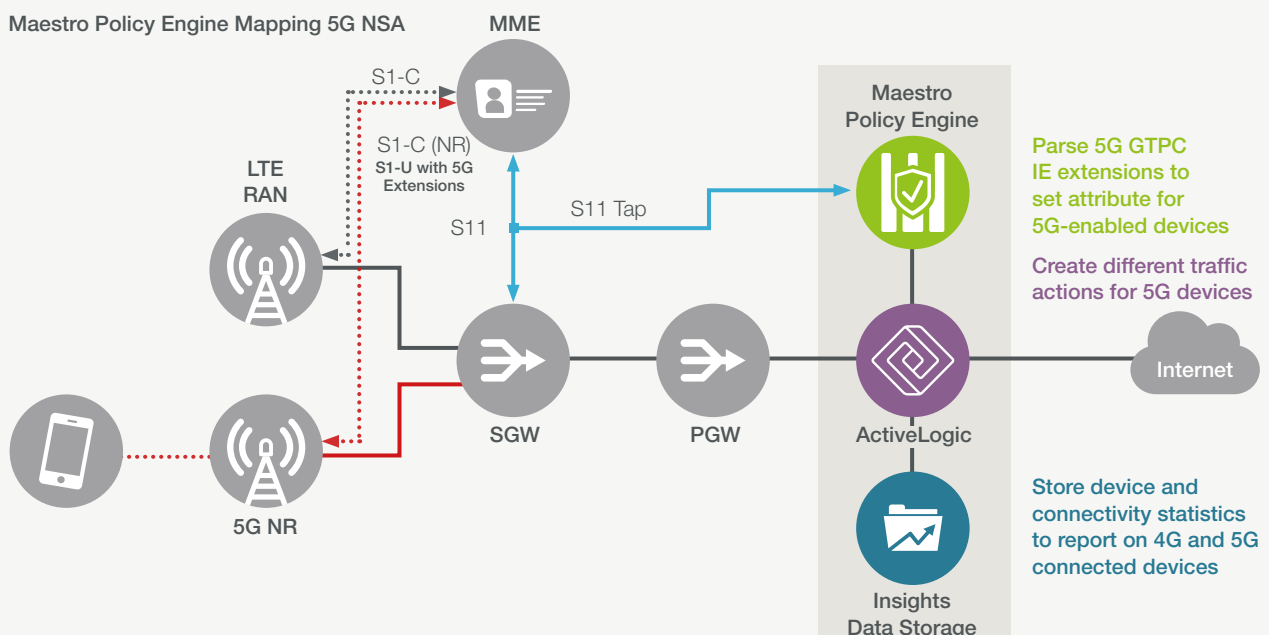 Maestro Policy Engine Mapping 5G NSA
MME
S1-C
S1-C (NR)
S1-U with 5G
Extensions
LTE
RAN
S11
S11 Tap
Maestro
Policy Engine
Parse 5G GTPC
IE extensions to
set attribute for
5G-enabled devices
Create different traffic
actions for 5G devices
Internet
SGW
PGW
ActiveLogic
5G NR
Store device and
connectivity statistics
to report on 4G and 5G
connected devices
Insights
Data Storage